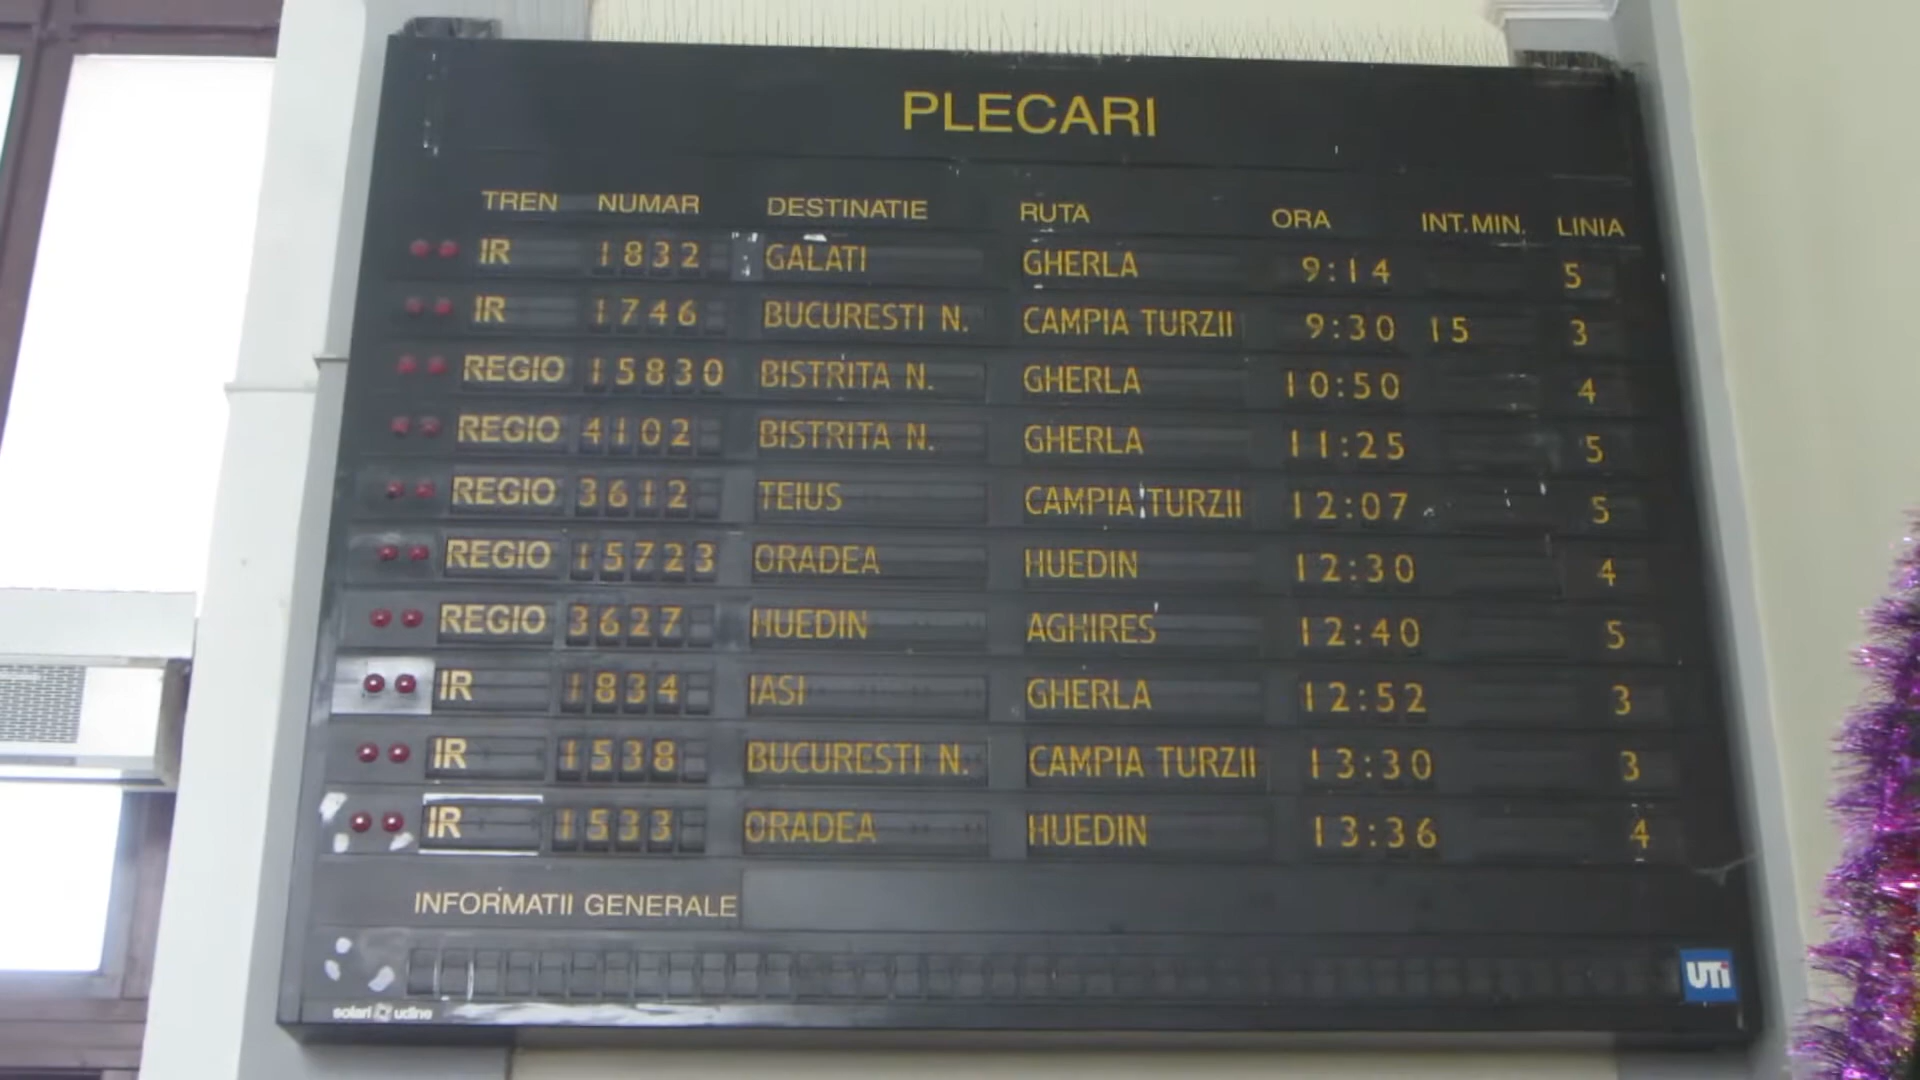 PLECARI
TREN NUMAR DESTINATIE RUTA ORA INT.MIN. LINIA
IR 1832 GALATI GHERLA 9:14 5
IR 1746 BUCURESTI N. CAMPIA TURZII 9:30 15 3
REGIO 15830 BISTRITA N. GHERLA 10:50 4
REGIO 4102 BISTRITA N. GHERLA 11:25 5
REGIO 3612 TEIUS CAMPIA TURZII 12:07 5
REGIO 15723 ORADEA HUEDIN 12:30 4
REGIO 3627 HUEDIN AGHIRES 12:40 5
IR 1834 IASI GHERLA 12:52 3
IR 1538 BUCURESTI N. CAMPIA TURZII 13:30 3
IR 1533 ORADEA HUEDIN 13:36 4
INFORMATII GENERALE
UTi
solari udine